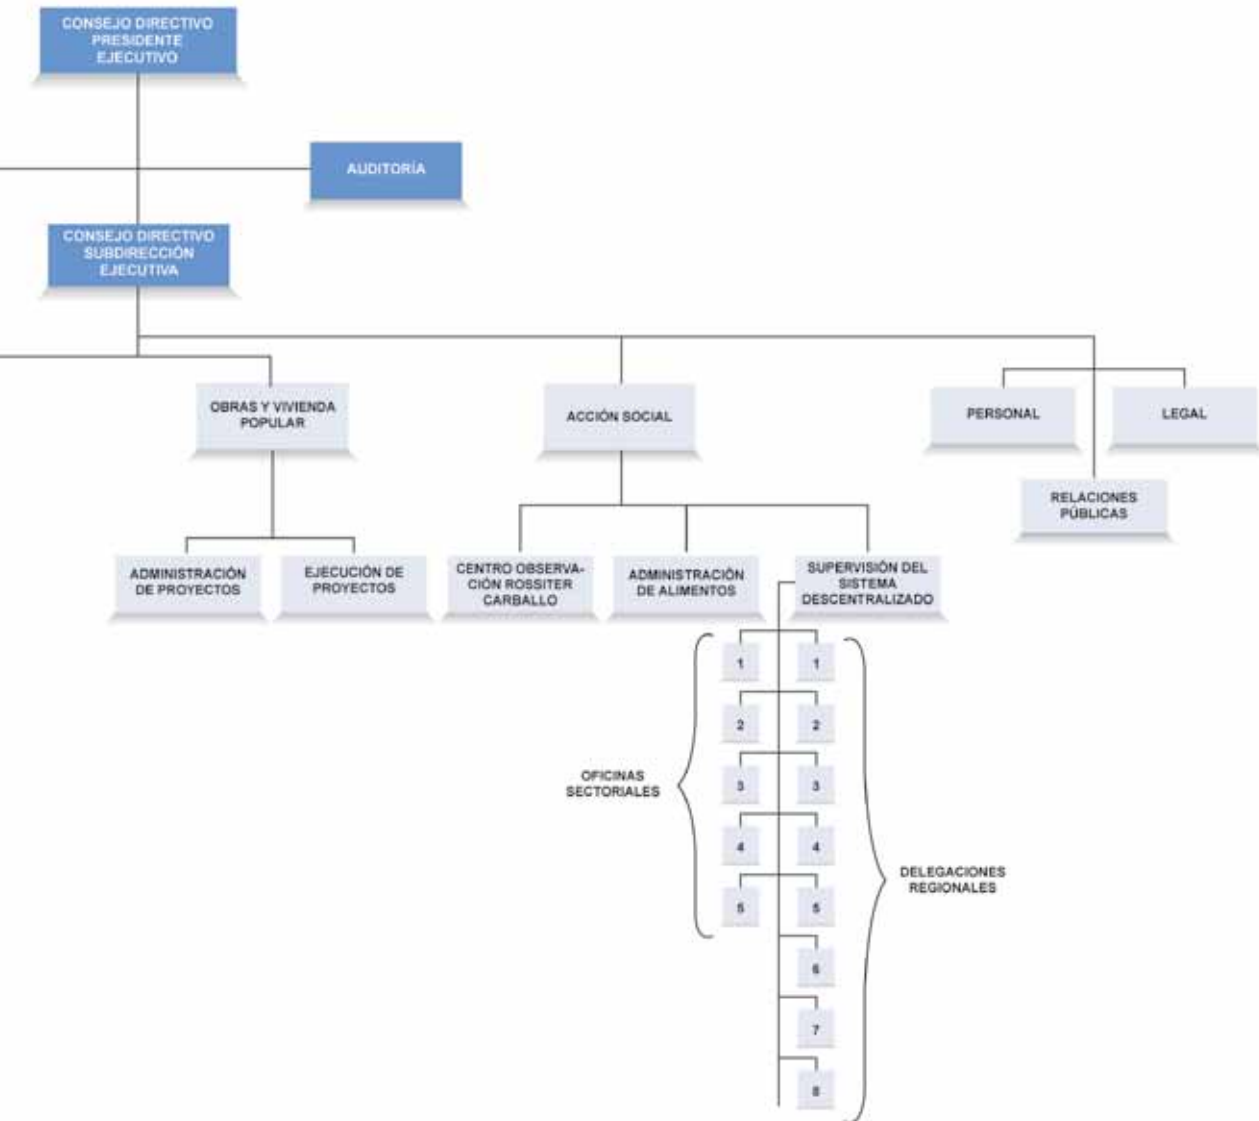 CONSEJO DIRECTIVO
PRESIDENTE
EJECUTIVO
AUDITORÍA
CONSEJO DIRECTIVO
SUBDIRECCIÓN
EJECUTIVA
OBRAS Y VIVIENDA
POPULAR
ACCIÓN SOCIAL
PERSONAL
LEGAL
RELACIONES
PÚBLICAS
ADMINISTRACIÓN
DE PROYECTOS
EJECUCIÓN DE
PROYECTOS
CENTRO OBSERVA-
CIÓN ROSSITER
CARBALLO
ADMINISTRACIÓN
DE ALIMENTOS
SUPERVISIÓN DEL
SISTEMA
DESCENTRALIZADO
OFICINAS
SECTORIALES
1
2
3
4
5
1
2
3
4
5
6
7
8
DELEGACIONES
REGIONALES